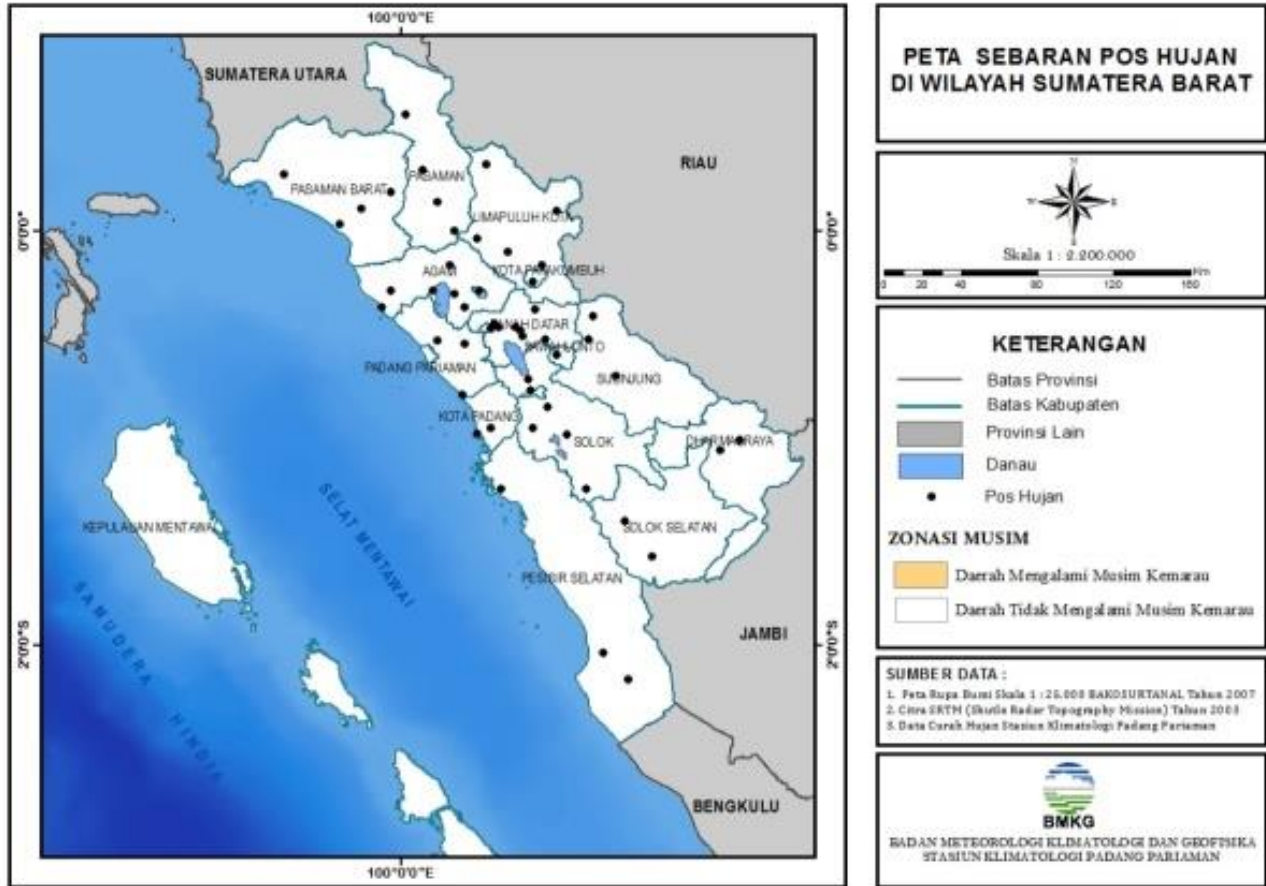 100°0'0"E
SUMATERA UTARA
RIAU
PASAMAN BARAT
PASAMAN
LIMAPULUH KOTA
0°0'0"
0°0'0"
AGAM
KOTA PAYAKUMBUH
TANAH DATAR
SAWAHLUNTO
PADANG PARIAMAN
SIJUNJUNG
KOTA PADANG
SOLOK
DHARMASRAYA
KEPULAUAN MENTAWAI
SELAT MENTAWAI
SOLOK SELATAN
PESISIR SELATAN
SAMUDERA HINDIA
JAMBI
2°0'0"S
2°0'0"S
BENGKULU
100°0'0"E
PETA SEBARAN POS HUJAN
DI WILAYAH SUMATERA BARAT
N
W
E
S
Skala 1 : 2.200.000
Km
0 20 40 80 120 160
KETERANGAN
Batas Provinsi
Batas Kabupaten
Provinsi Lain
Danau
Pos Hujan
ZONASI MUSIM
Daerah Mengalami Musim Kemarau
Daerah Tidak Mengalami Musim Kemarau
SUMBER DATA :
1. Peta Rupa Bumi Skala 1 : 25.000 BAKOSURTANAL Tahun 2007
2. Citra SRTM (Shutle Radar Topography Mission) Tahun 2003
3. Data Curah Hujan Stasiun Klimatologi Padang Pariaman
BMKG
BADAN METEOROLOGI KLIMATOLOGI DAN GEOFISIKA
STASIUN KLIMATOLOGI PADANG PARIAMAN